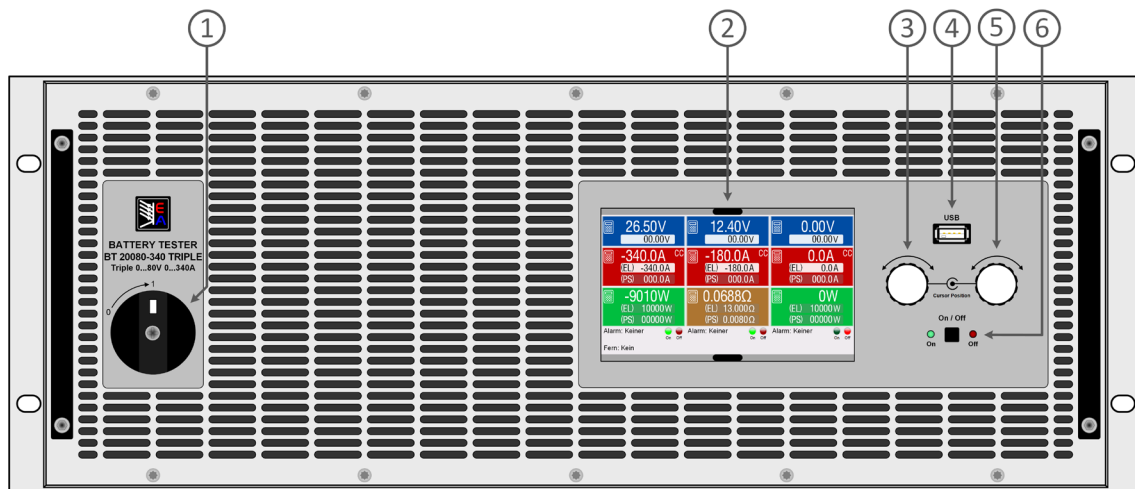 1
2
3
4
5
6
EA
BATTERY TESTER
BT 20080-340 TRIPLE
Triple 0...80V 0...340A
0
1
26.50V
00.00V
12.40V
00.00V
0.00V
00.00V
-340.0A CC
(EL) -340.0A
(PS) 000.0A
-180.0A
(EL) -180.0A
(PS) 000.0A
0.0A CC
(EL) 0.0A
(PS) 000.0A
-9010W
(EL) 10000W
(PS) 00000W
0.0688Ω
(EL) 13.000Ω
(PS) 0.0080Ω
0W
(EL) 10000W
(PS) 00000W
Alarm: Keiner
On Off
Alarm: Keiner
On Off
Alarm: Keiner
On Off
Fern: Kein
USB
Cursor Position
On / Off
On
Off